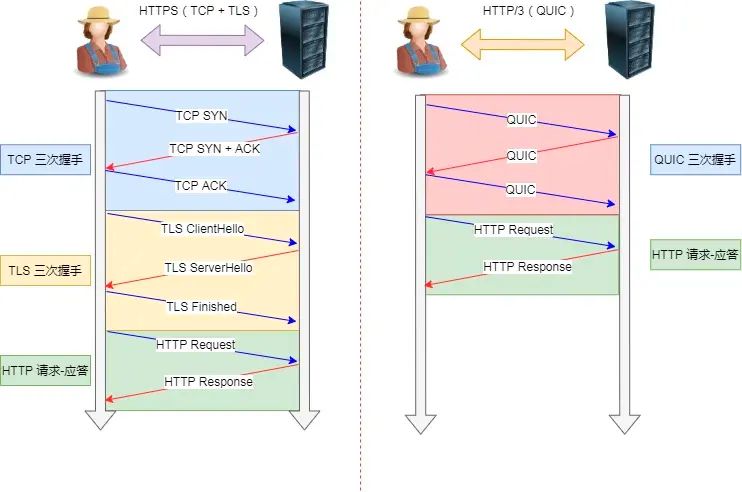 HTTPS（TCP + TLS）
TCP SYN
TCP SYN + ACK
TCP ACK
TCP 三次握手
TLS ClientHello
TLS ServerHello
TLS Finished
TLS 三次握手
HTTP Request
HTTP Response
HTTP 请求-应答
HTTP/3（QUIC）
QUIC
QUIC
QUIC
QUIC 三次握手
HTTP Request
HTTP Response
HTTP 请求-应答